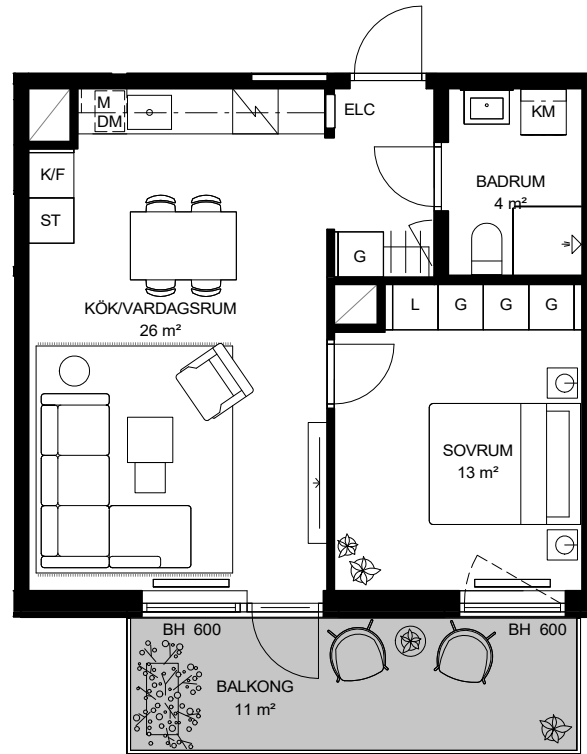 M
DM
ELC
KM
K/F
BADRUM
4 m²
ST
G
KÖK/VARDAGSRUM
26 m²
L G G G
SOVRUM
13 m²
BH 600
BH 600
BALKONG
11 m²